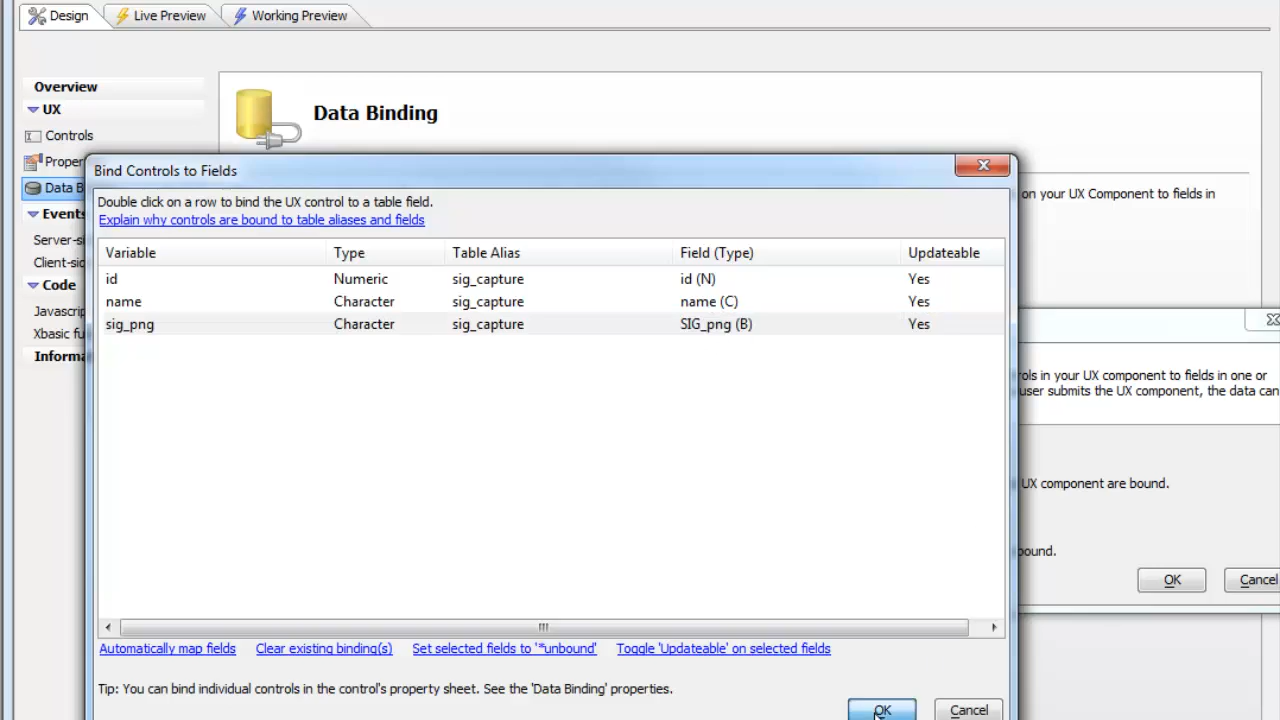 Design
Live Preview
Working Preview
Overview
UX
Controls
Proper
Data B
Events
Server-si
Client-sid
Code
Javascrip
Xbasic fu
Informa
Data Binding
on your UX Component to fields in
Bind Controls to Fields
Double click on a row to bind the UX control to a table field.
Explain why controls are bound to table aliases and fields
Variable Type Table Alias Field (Type) Updateable
id Numeric sig_capture id (N) Yes
name Character sig_capture name (C) Yes
sig_png Character sig_capture SIG_png (B) Yes
rols in your UX component to fields in one or
user submits the UX component, the data can
UX component are bound.
bound.
OK Cancel
Automatically map fields Clear existing binding(s) Set selected fields to '*unbound' Toggle 'Updateable' on selected fields
Tip: You can bind individual controls in the control's property sheet. See the 'Data Binding' properties.
OK Cancel